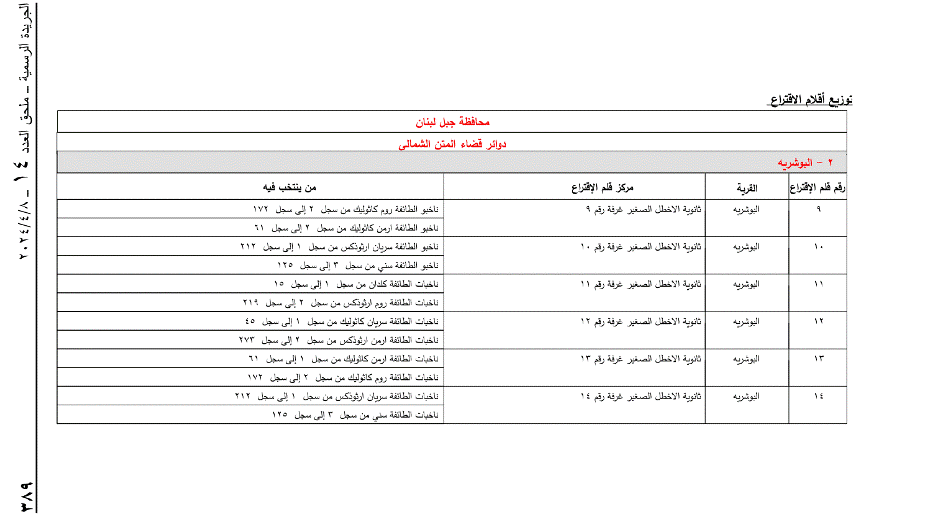 الجريدة الرسمية – ملحق العدد ١٤ – ٢٠٢٤/٤/٨
توزيع أقلام الاقتراع
محافظة جبل لبنان
دوائر قضاء المتن الشمالى
٢ - البوشريه
رقم قلم الإقتراع القرية مركز قلم الإقتراع من ينتخب فيه
٩ البوشريه ثانوية الاخطل الصغير غرفة رقم ٩ ناخبو الطائفة روم كاثوليك من سجل ٢ إلى سجل ١٧٢
ناخبو الطائفة ارمن كاثوليك من سجل ٢ إلى سجل ٦١
١٠ البوشريه ثانوية الاخطل الصغير غرفة رقم ١٠ ناخبو الطائفة سريان ارثوذكس من سجل ١ إلى سجل ٢١٢
ناخبو الطائفة سني من سجل ٣ إلى سجل ١٢٥
١١ البوشريه ثانوية الاخطل الصغير غرفة رقم ١١ ناخبات الطائفة كلدان من سجل ١ إلى سجل ١٥
ناخبات الطائفة روم ارثوذكس من سجل ٢ إلى سجل ٢١٩
١٢ البوشريه ثانوية الاخطل الصغير غرفة رقم ١٢ ناخبات الطائفة سريان كاثوليك من سجل ١ إلى سجل ٤٥
ناخبات الطائفة ارمن ارثوذكس من سجل ٢ إلى سجل ٢٧٣
١٣ البوشريه ثانوية الاخطل الصغير غرفة رقم ١٣ ناخبات الطائفة ارمن كاثوليك من سجل ١ إلى سجل ٦١
ناخبات الطائفة روم كاثوليك من سجل ٢ إلى سجل ١٧٢
١٤ البوشريه ثانوية الاخطل الصغير غرفة رقم ١٤ ناخبات الطائفة سريان ارثوذكس من سجل ١ إلى سجل ٢١٢
ناخبات الطائفة سني من سجل ٣ إلى سجل ١٢٥
٣٨٩